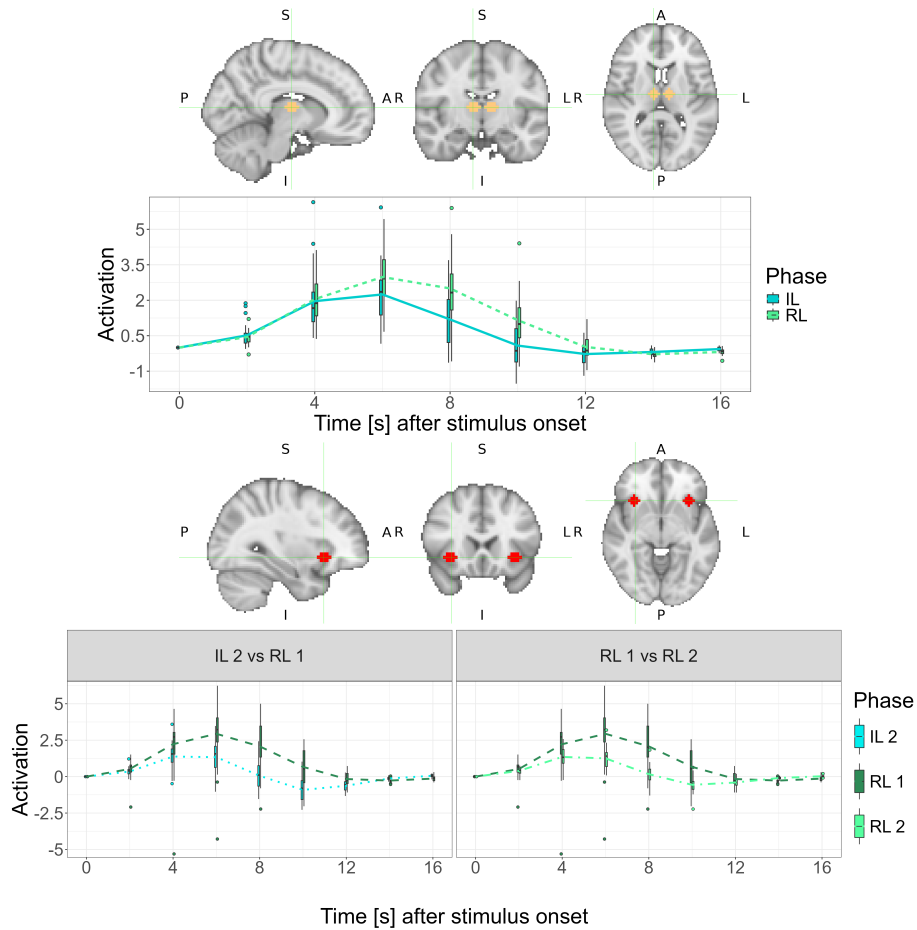 S S A
P A R L R L
I I P
Activation
5
3.5
2
0.5
-1
0 4 8 12 16
Time [s] after stimulus onset
Phase
IL
RL
S S A
P A R L R L
I I P
IL 2 vs RL 1 RL 1 vs RL 2
Activation
5
2.5
0
-2.5
-5
0 4 8 12 16 0 4 8 12 16
Time [s] after stimulus onset
Phase
IL 2
RL 1
RL 2